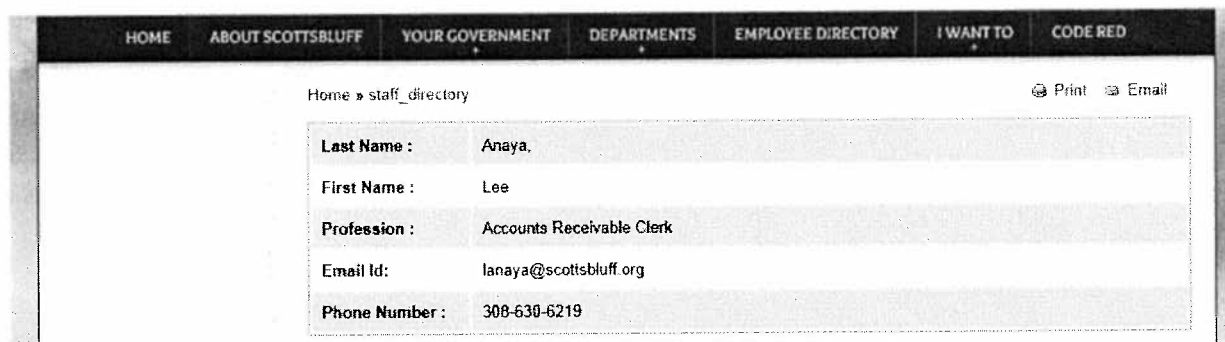 HOME ABOUT SCOTTSBLUFF YOUR GOVERNMENT DEPARTMENTS EMPLOYEE DIRECTORY I WANT TO CODE RED
Home » staff_directory Print Email
Last Name : Anaya,
First Name : Lee
Profession : Accounts Receivable Clerk
Email Id: lanaya@scottsbluff.org
Phone Number : 308-630-6219